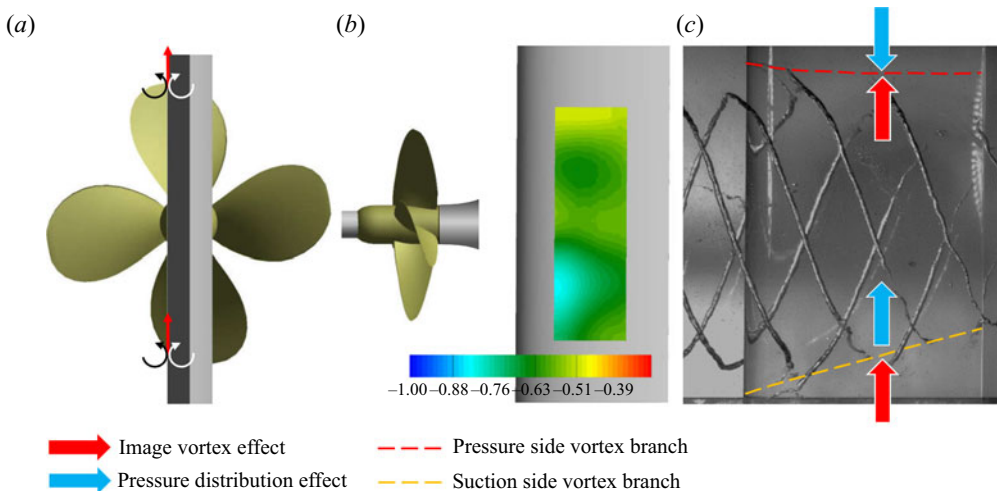 (a)
(b)
(c)
−1.00 −0.88 −0.76 −0.63 −0.51 −0.39
Image vortex effect
Pressure side vortex branch
Pressure distribution effect
Suction side vortex branch